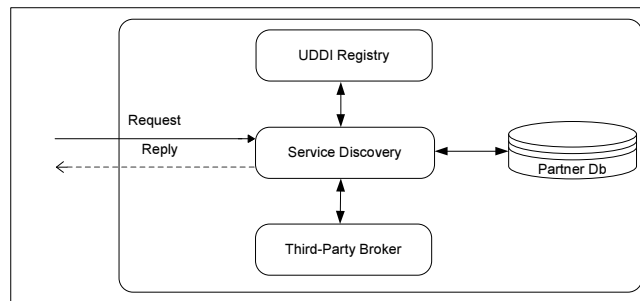 UDDI Registry
Request
Reply
Service Discovery
Partner Db
Third-Party Broker